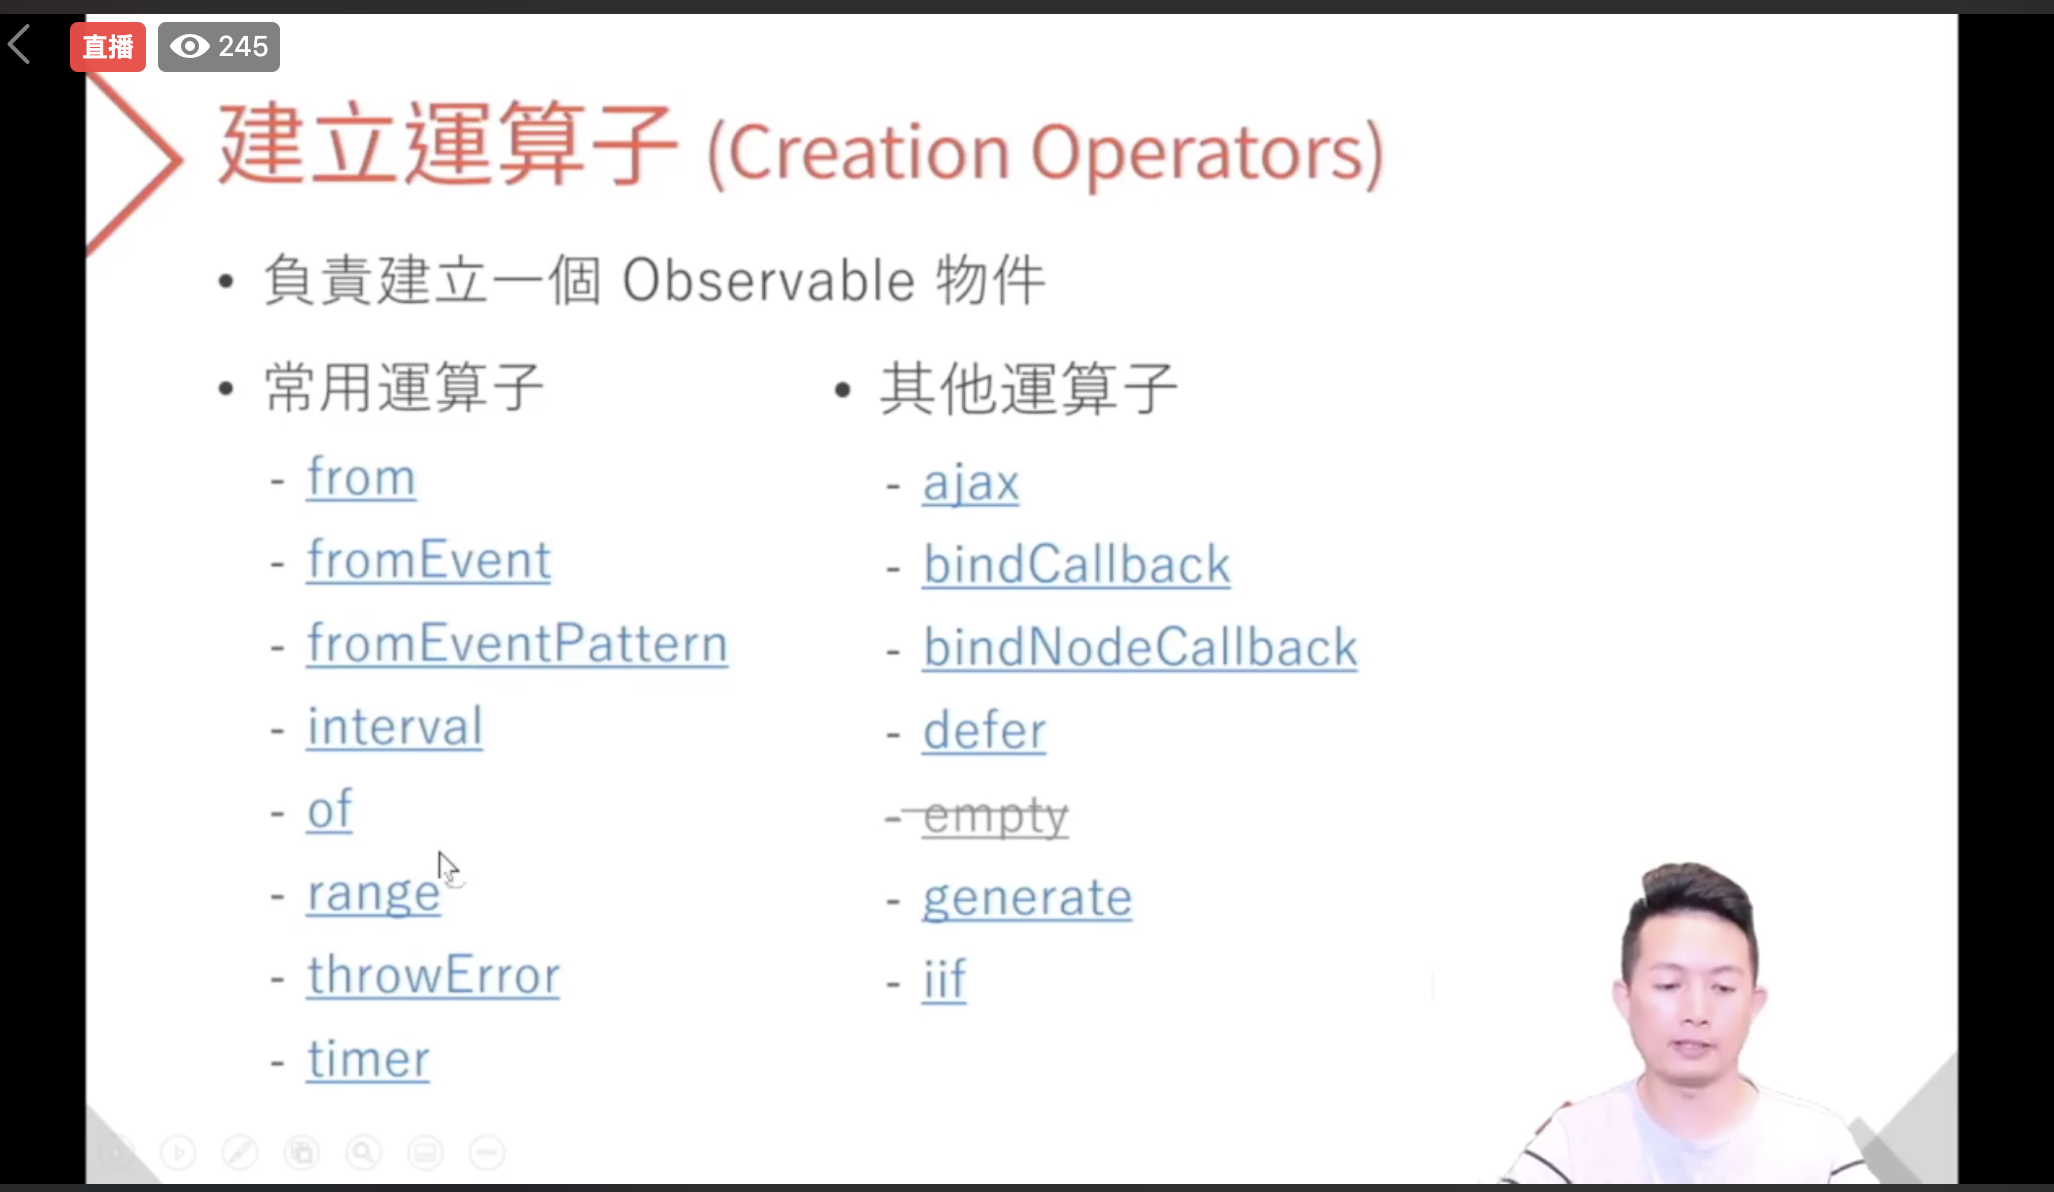 直播 245
建立運算子 (Creation Operators)
• 負責建立一個 Observable 物件
• 常用運算子
- from
- fromEvent
- fromEventPattern
- interval
- of
- range
- throwError
- timer
• 其他運算子
- ajax
- bindCallback
- bindNodeCallback
- defer
- empty
- generate
- iif